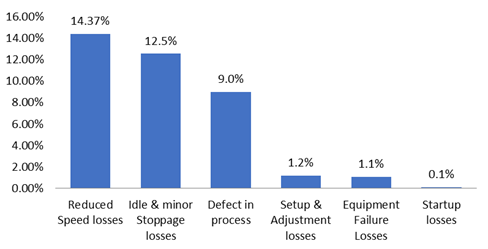 16.00%
14.00%
12.00%
10.00%
8.00%
6.00%
4.00%
2.00%
0.00%
14.37%
12.5%
9.0%
1.2%
1.1%
0.1%
Reduced
Speed losses
Idle & minor
Stoppage
losses
Defect in
process
Setup &
Adjustment
losses
Equipment
Failure
Losses
Startup
losses